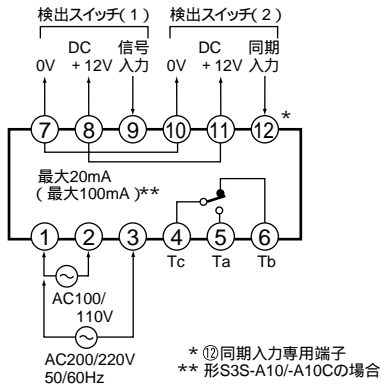 検出スイッチ(1) 検出スイッチ(2)
DC 信号 DC 同期
0V +12V 入力 0V +12V 入力
7 8 9 10 11 12 *
最大20mA
(最大100mA)**
1 2 3 4 5 6
Tc Ta Tb
AC100/
110V
AC200/220V
50/60Hz
* ⑫同期入力専用端子
** 形S3S-A10/-A10Cの場合